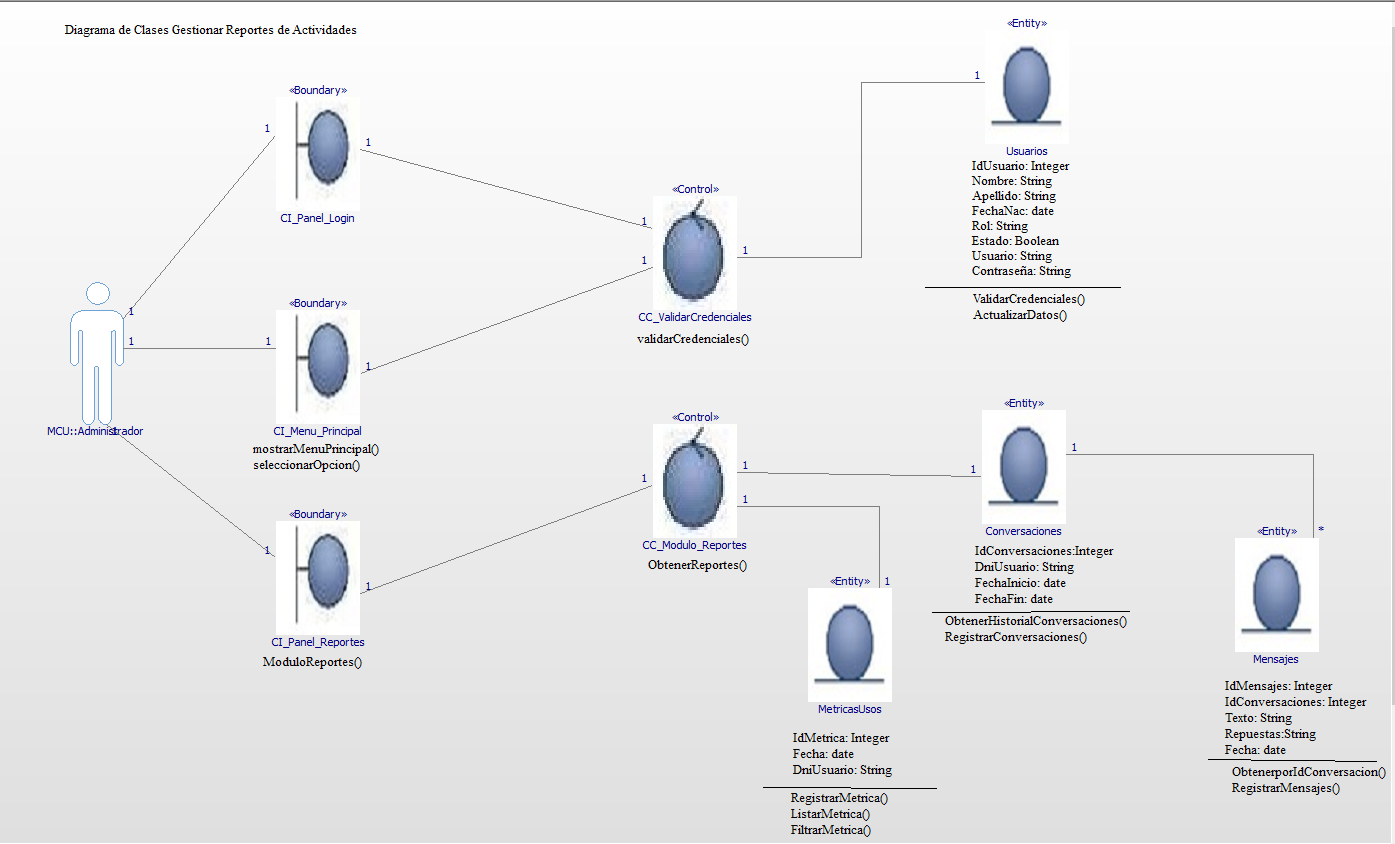 Diagrama de Clases Gestionar Reportes de Actividades
«Boundary»
1
1
CI_Panel_Login
«Boundary»
1
1
1
1
CI_Menu_Principal
mostrarMenuPrincipal()
seleccionarOpcion()
MCU::Administrador
1
«Boundary»
1
1
CI_Panel_Reportes
ModuloReportes()
«Control»
1
1
1
CC_ValidarCredenciales
validarCredenciales()
«Control»
1
1
1
CC_Modulo_Reportes
ObtenerReportes()
«Entity»
1
Usuarios
IdUsuario: Integer
Nombre: String
Apellido: String
FechaNac: date
Rol: String
Estado: Boolean
Usuario: String
Contraseña: String
ValidarCredenciales()
ActualizarDatos()
«Entity»
1
1
Conversaciones
IdConversaciones:Integer
DniUsuario: String
FechaInicio: date
FechaFin: date
ObtenerHistorialConversaciones()
RegistrarConversaciones()
«Entity»
1
MetricasUsos
IdMetrica: Integer
Fecha: date
DniUsuario: String
RegistrarMetrica()
ListarMetrica()
FiltrarMetrica()
«Entity»
*
Mensajes
IdMensajes: Integer
IdConversaciones: Integer
Texto: String
Repuestas:String
Fecha: date
ObtenerporIdConversacion()
RegistrarMensajes()